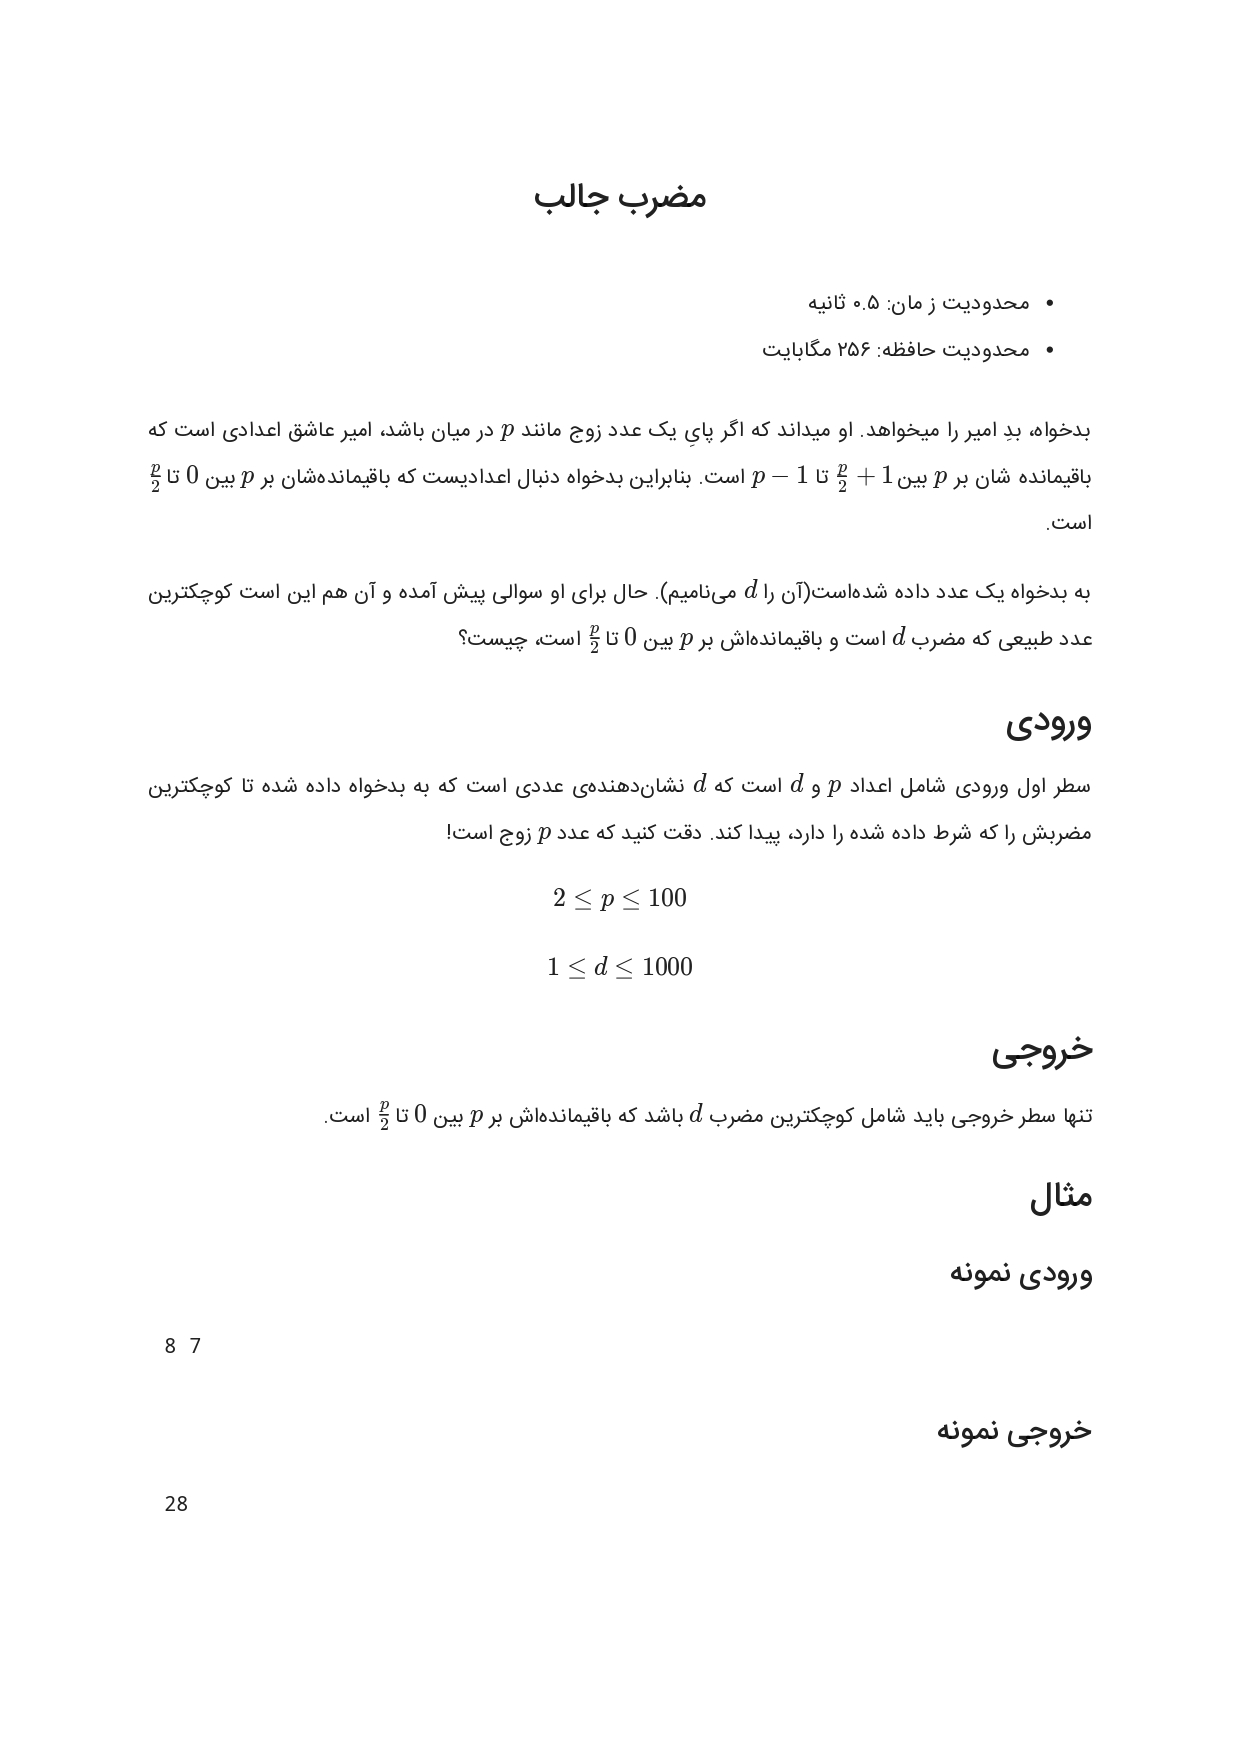 مضرب جالب
• محدودیت ز مان: ۰.۵ ثانیه
• محدودیت حافظه: ۲۵۶ مگابایت
بدخواه، بدِ امیر را میخواهد. او میداند که اگر پایِ یک عدد زوج مانند p در میان باشد، امیر عاشق اعدادی است که
باقیمانده شان بر p بین p/2 + 1 تا p − 1 است. بنابراین بدخواه دنبال اعدادیست که باقیمانده‌شان بر p بین 0 تا p/2
است.
به بدخواه یک عدد داده شده‌است(آن را d می‌نامیم). حال برای او سوالی پیش آمده و آن هم این است کوچکترین
عدد طبیعی که مضرب d است و باقیمانده‌اش بر p بین 0 تا p/2 است، چیست؟
ورودی
سطر اول ورودی شامل اعداد p و d است که d نشان‌دهنده‌ی عددی است که به بدخواه داده شده تا کوچکترین
مضربش را که شرط داده شده را دارد، پیدا کند. دقت کنید که عدد p زوج است!
2 ≤ p ≤ 100
1 ≤ d ≤ 1000
خروجی
تنها سطر خروجی باید شامل کوچکترین مضرب d باشد که باقیمانده‌اش بر p بین 0 تا p/2 است.
مثال
ورودی نمونه
8 7
خروجی نمونه
28